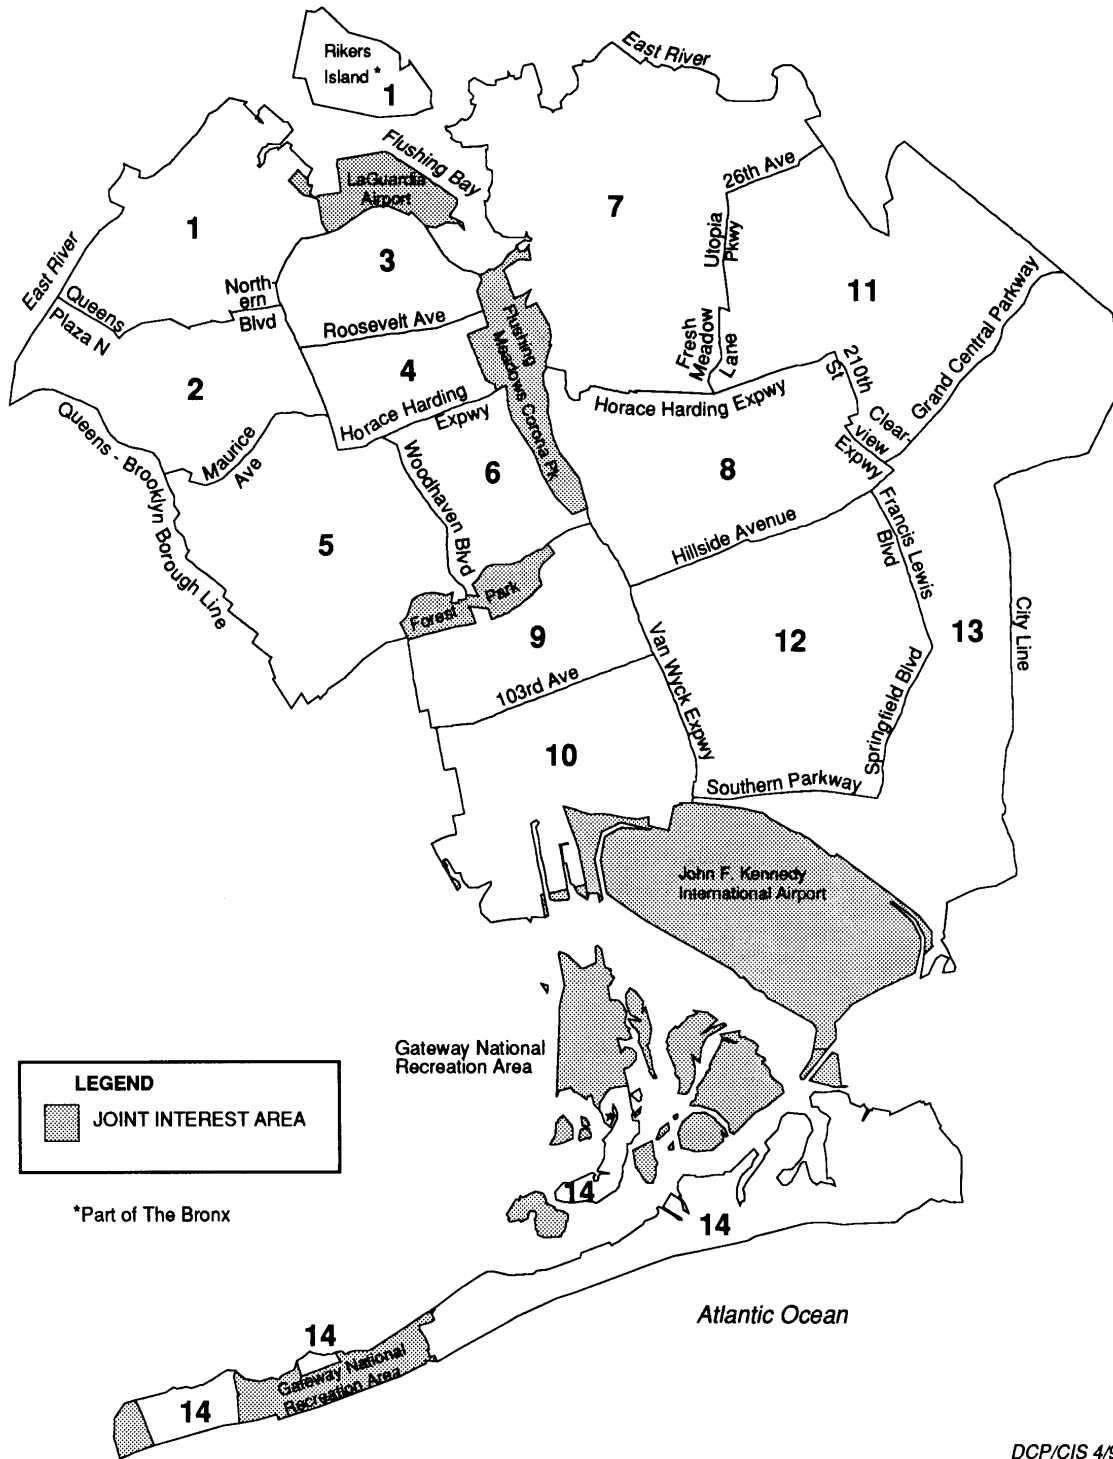 Rikers
Island *
1
East River
Flushing Bay
LaGuardia
Airport
26th Ave
7
1
Utopia
Pkwy
3
East River
North-
ern
Blvd
11
Queens
Plaza N
Grand Central Parkway
Roosevelt Ave
Flushing
Meadows Corona Pk
Fresh
Meadow
Lane
210th
St
4
2
Horace Harding
Expwy
Horace Harding Expwy
Clear-
view
Expwy
Queens - Brooklyn Borough Line
Maurice
Ave
Woodhaven Blvd
6
8
Francis Lewis
Blvd
5
Hillside Avenue
Forest
Park
City Line
9
12
13
Van Wyck Expwy
103rd Ave
Springfield Blvd
10
Southern Parkway
John F. Kennedy
International Airport
Gateway National
Recreation Area
LEGEND
JOINT INTEREST AREA
*Part of The Bronx
*
14
14
Atlantic Ocean
14
Gateway National
Recreation Area
14
DCP/CIS 4/9